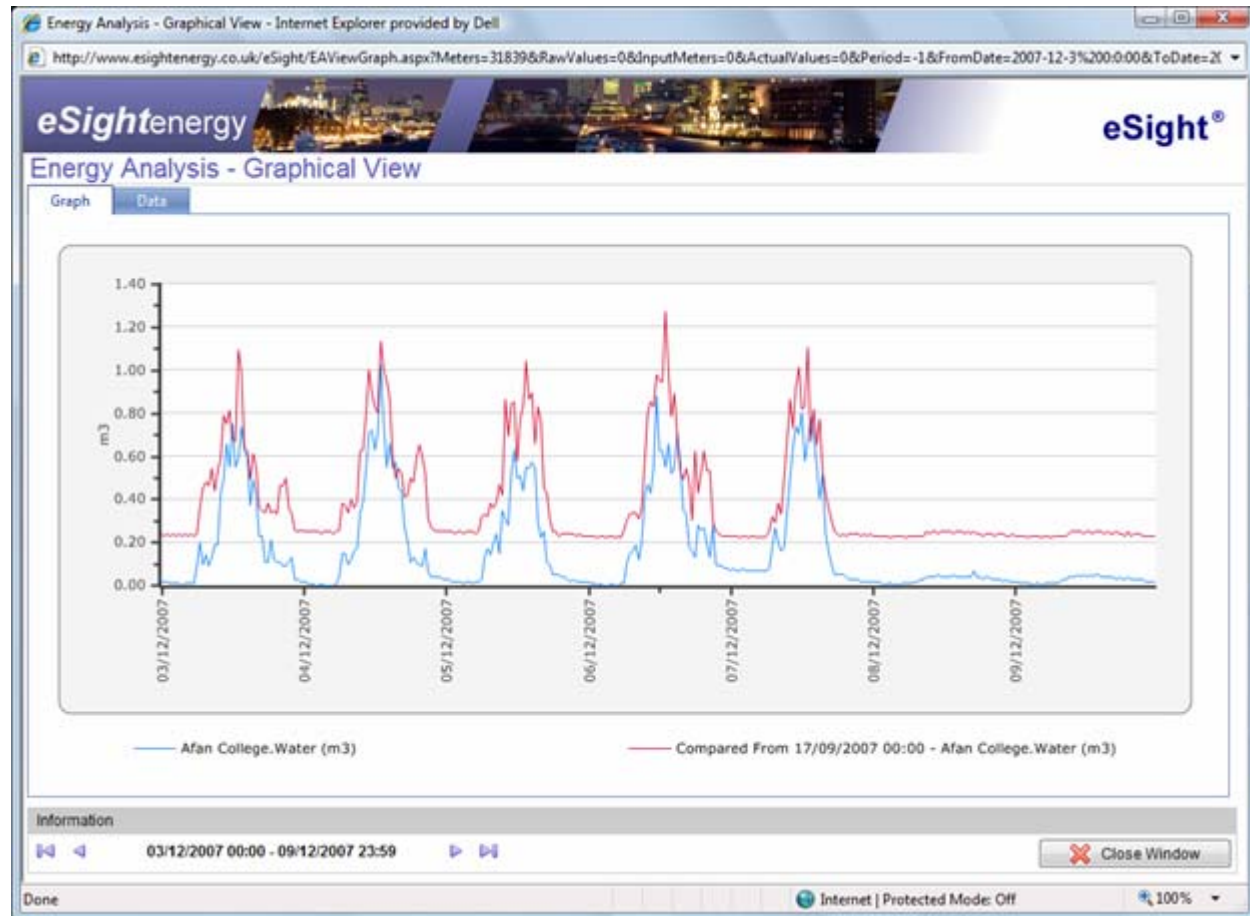 Energy Analysis - Graphical View - Internet Explorer provided by Dell
http://www.esightenergy.co.uk/eSight/EAViewGraph.aspx?Meters=31839&RawValues=0&InputMeters=0&ActualValues=0&Period=-1&FromDate=2007-12-3%200:0:00&ToDate=20
eSightenergy
eSight®
Energy Analysis - Graphical View
Graph Data
1.40
1.20
1.00
0.80
m3
0.60
0.40
0.20
0.00
03/12/2007 04/12/2007 05/12/2007 06/12/2007 07/12/2007 08/12/2007 09/12/2007
Afan College.Water (m3) Compared From 17/09/2007 00:00 - Afan College.Water (m3)
Information
03/12/2007 00:00 - 09/12/2007 23:59 Close Window
Done Internet | Protected Mode: Off 100%